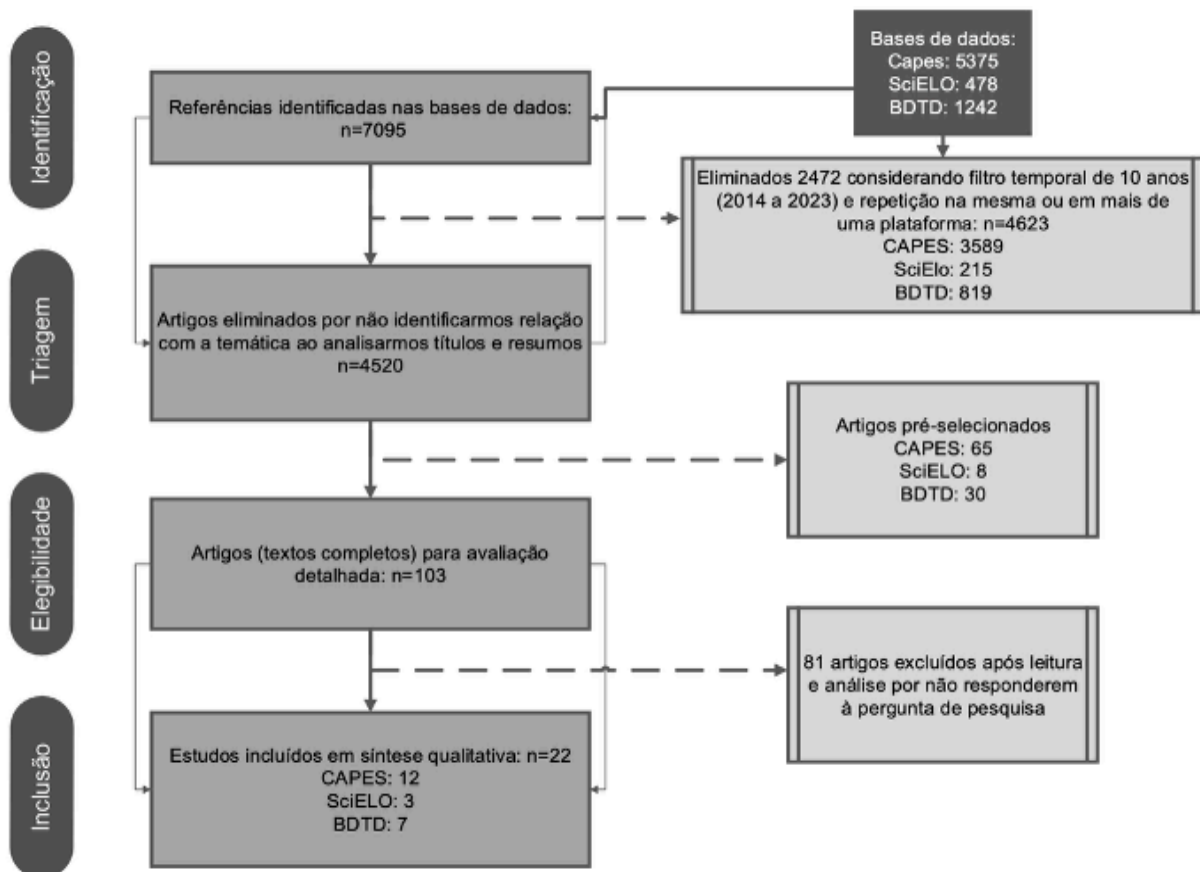 Identificação
Bases de dados:
Capes: 5375
SciELO: 478
BDTD: 1242
Referências identificadas nas bases de dados:
n=7095
Eliminados 2472 considerando filtro temporal de 10 anos
(2014 a 2023) e repetição na mesma ou em mais de
uma plataforma: n=4623
CAPES: 3589
SciElo: 215
BDTD: 819
Triagem
Artigos eliminados por não identificarmos relação
com a temática ao analisarmos títulos e resumos
n=4520
Artigos pré-selecionados
CAPES: 65
SciELO: 8
BDTD: 30
Elegibilidade
Artigos (textos completos) para avaliação
detalhada: n=103
81 artigos excluídos após leitura
e análise por não responderem
à pergunta de pesquisa
Inclusão
Estudos incluídos em síntese qualitativa: n=22
CAPES: 12
SciELO: 3
BDTD: 7